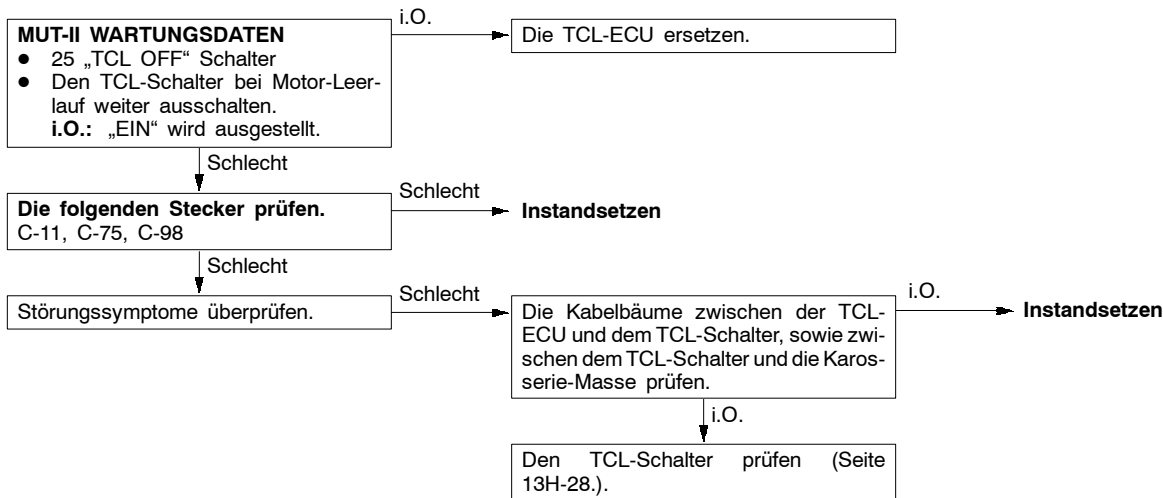 MUT-II WARTUNGSDATEN
● 25 „TCL OFF“ Schalter
● Den TCL-Schalter bei Motor-Leer-
lauf weiter ausschalten.
i.O.: „EIN“ wird ausgestellt.
i.O.
Die TCL-ECU ersetzen.
Schlecht
Die folgenden Stecker prüfen.
C-11, C-75, C-98
Schlecht
Instandsetzen
Schlecht
Störungssymptome überprüfen.
Schlecht
Die Kabelbäume zwischen der TCL-
ECU und dem TCL-Schalter, sowie zwi-
schen dem TCL-Schalter und die Karos-
serie-Masse prüfen.
i.O.
Instandsetzen
i.O.
Den TCL-Schalter prüfen (Seite
13H-28.).